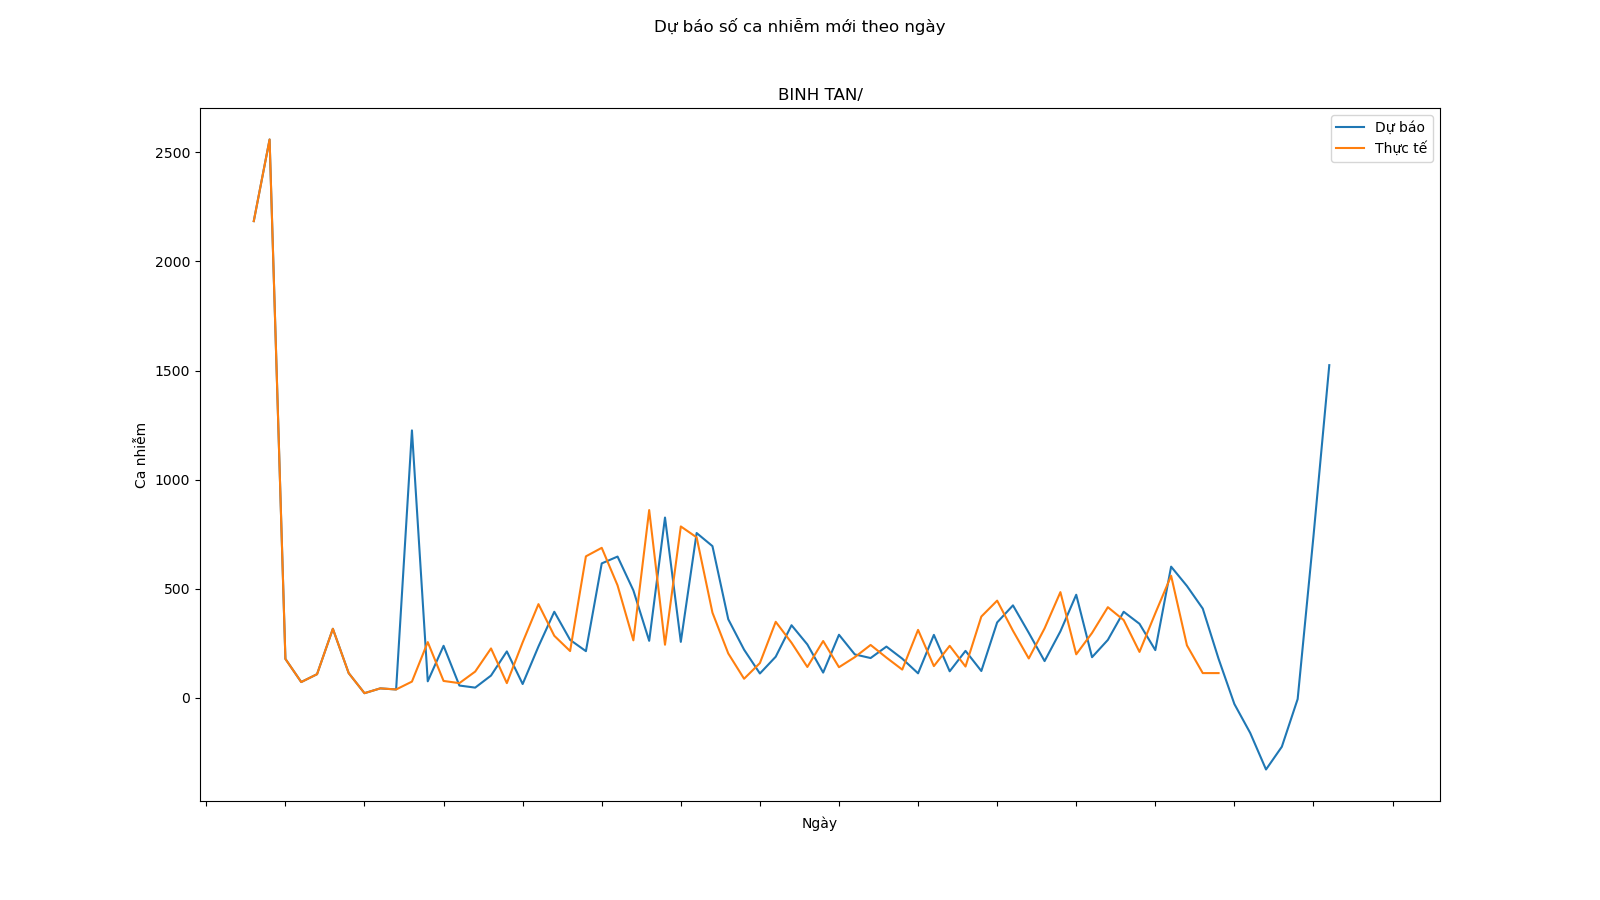 Dự báo số ca nhiễm mới theo ngày
BINH TAN/
Dự báo
Thực tế
2500
2000
1500
1000
500
0
Ca nhiễm
Ngày